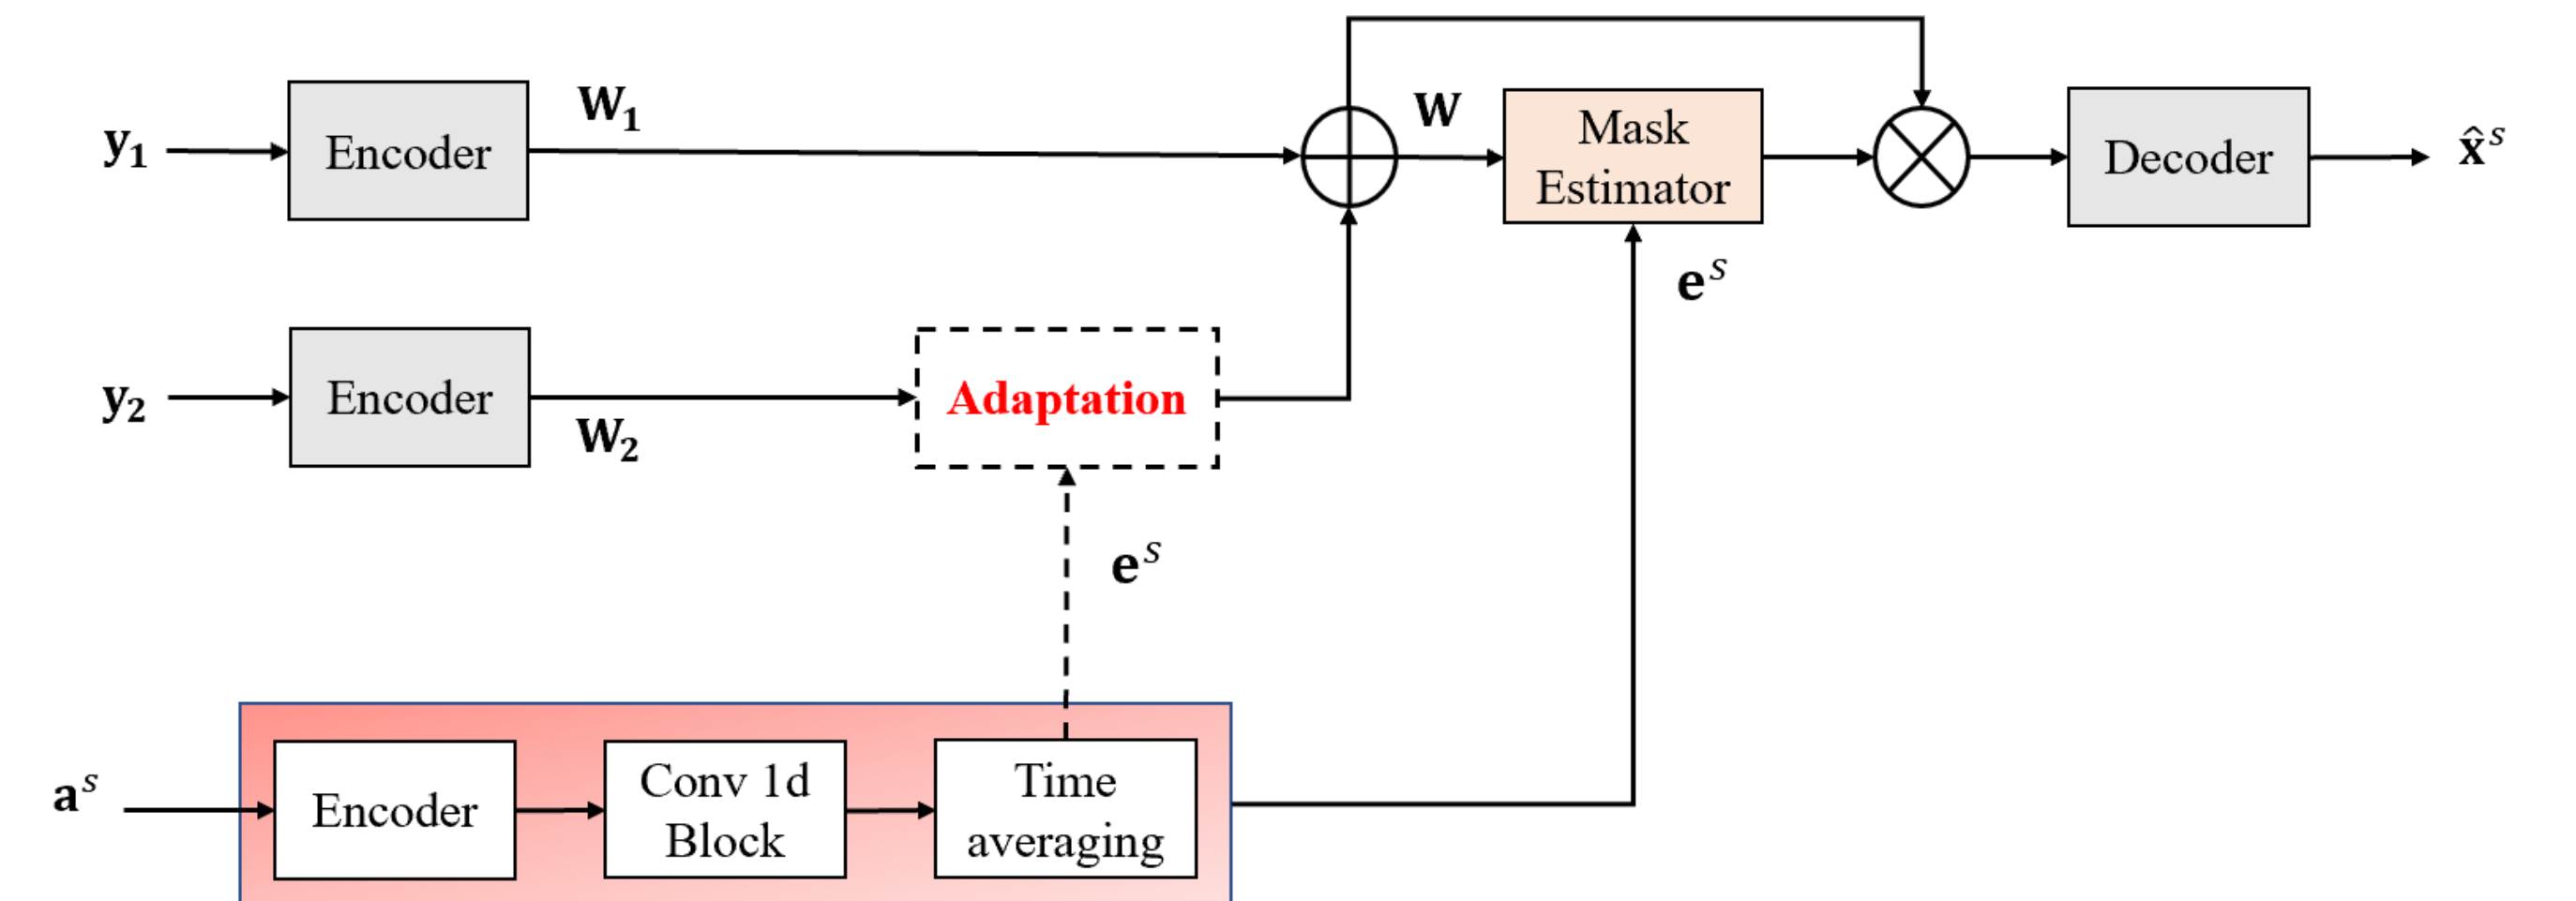 y₁
Encoder
W₁
W
Mask
Estimator
Decoder
x̂ˢ
eˢ
y₂
Encoder
W₂
Adaptation
eˢ
aˢ
Encoder
Conv 1d
Block
Time
averaging